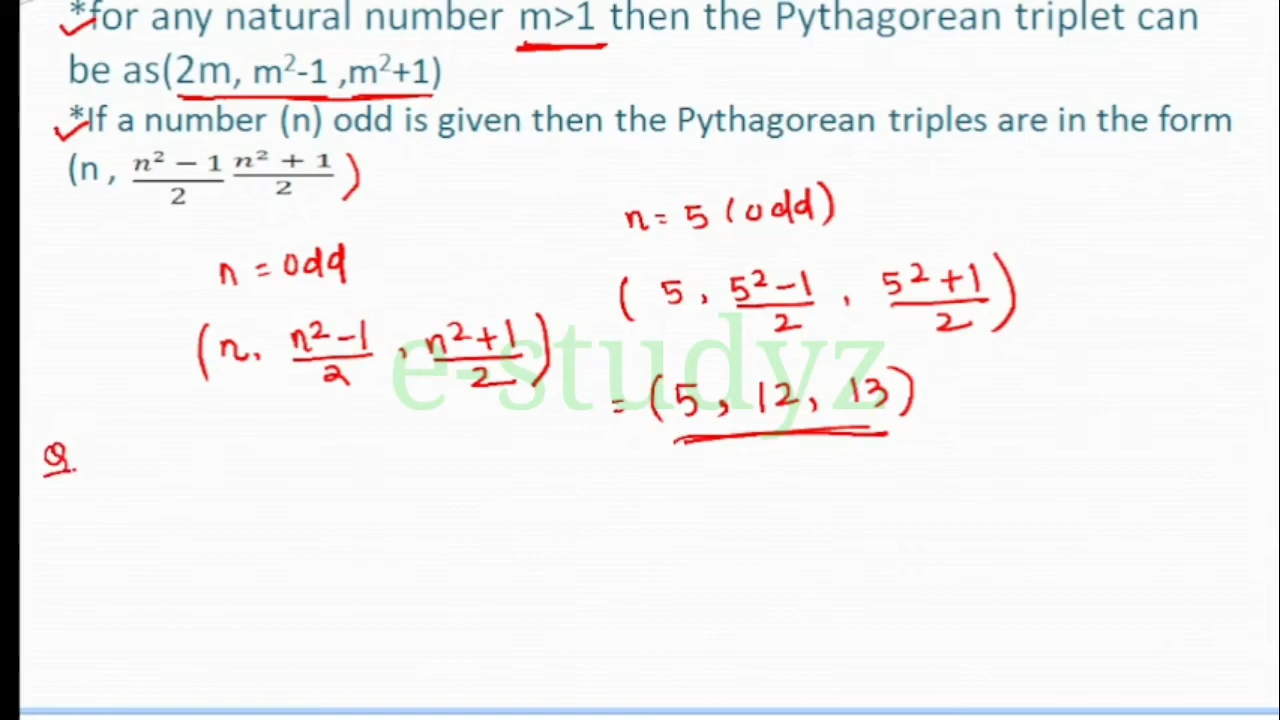 *for any natural number m>1 then the Pythagorean triplet can
be as(2m, m²-1 ,m²+1)
*If a number (n) odd is given then the Pythagorean triples are in the form
(n , n² − 1/2 n² + 1/2 )
n = odd
(n, n²-1/2, n²+1/2)
n = 5 (odd)
(5, 5²-1/2, 5²+1/2)
= (5, 12, 13)
e-studyz
Q.